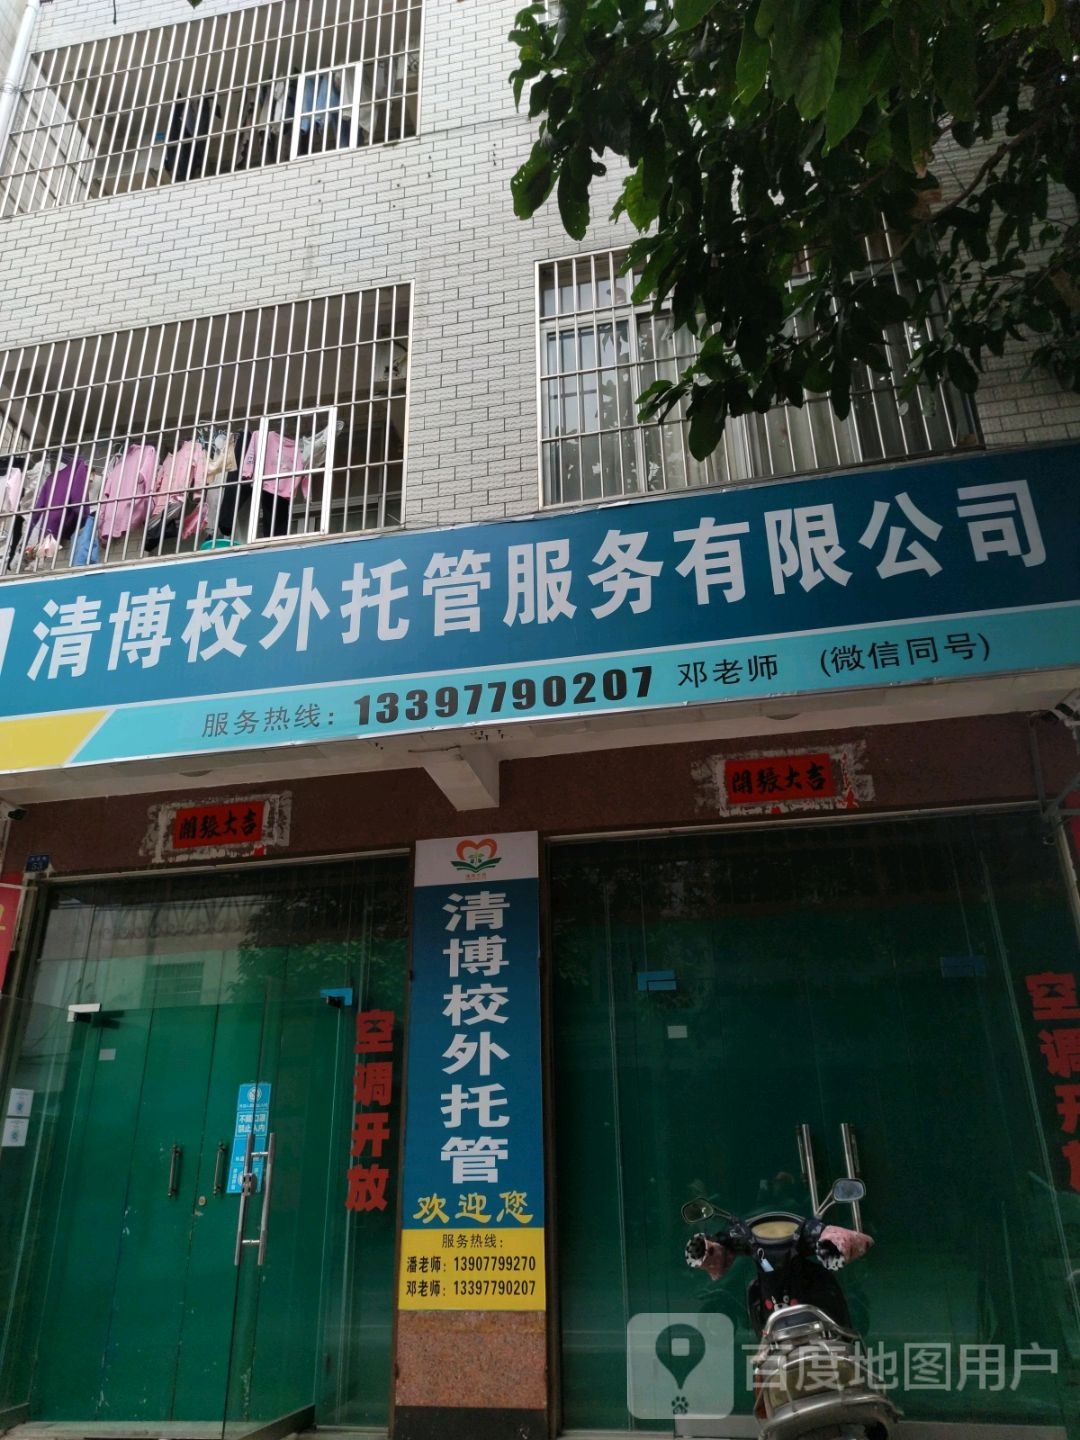 清博校外托管服务有限公司
服务热线：13397790207 邓老师 （微信同号）
開張大吉
開張大吉
清博校外托管
欢迎您
服务热线：
潘老师：13907799270
邓老师：13397790207
空调开放
空调开放
百度地图用户